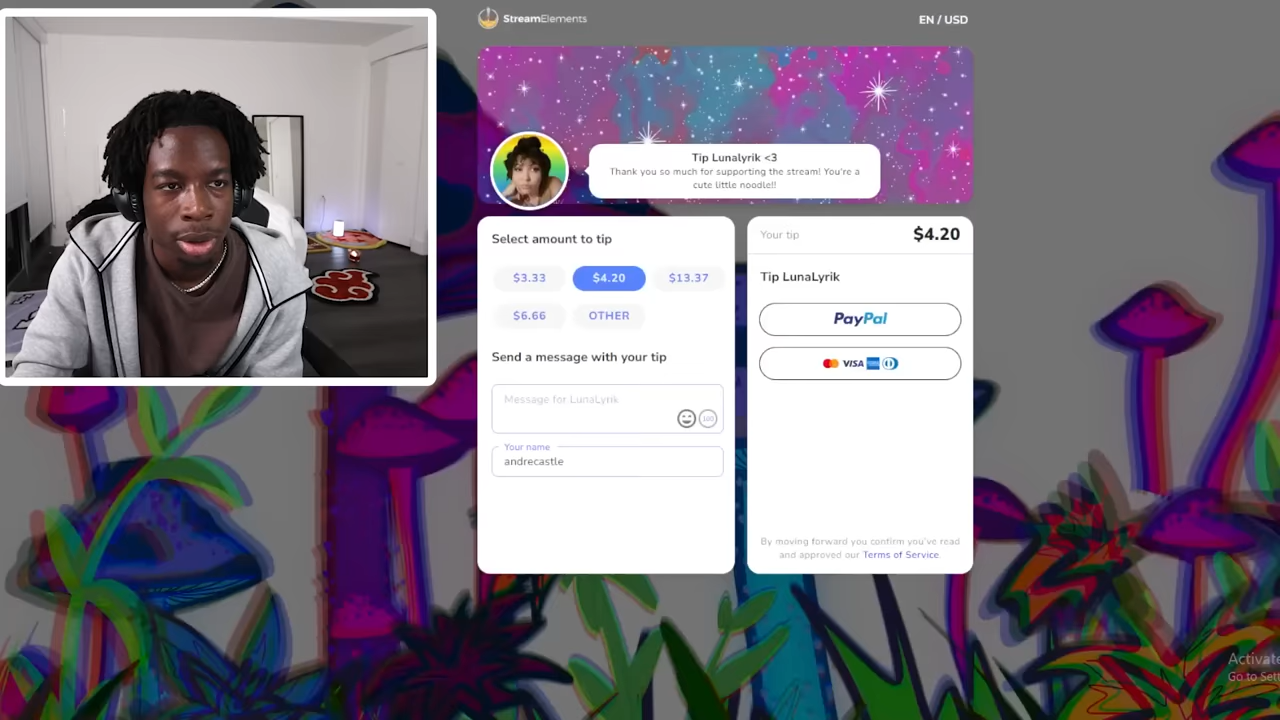 StreamElements
EN / USD
Tip Lunalyrik <3
Thank you so much for supporting the stream! You're a
cute little noodle!!
Select amount to tip
$3.33
$4.20
$13.37
$6.66
OTHER
Send a message with your tip
Message for LunaLyrik
100
Your name
andrecastle
Your tip
$4.20
Tip LunaLyrik
PayPal
VISA
By moving forward you confirm you've read
and approved our Terms of Service
Activate
Go to Sett